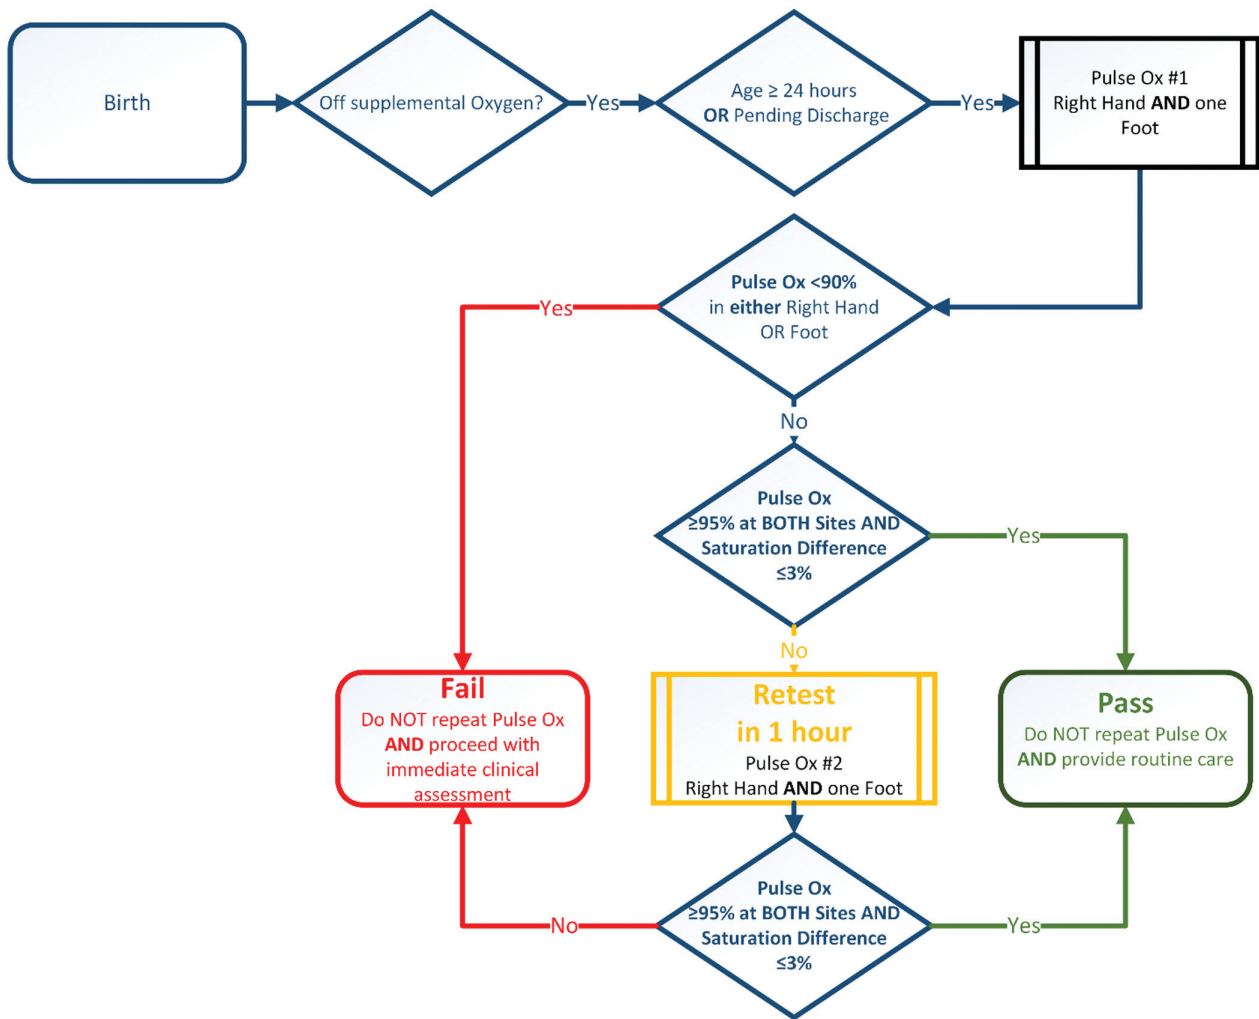 Birth
Off supplemental Oxygen?
Yes
Age ≥ 24 hours
OR Pending Discharge
Yes
Pulse Ox #1
Right Hand AND one
Foot
Pulse Ox <90%
in either Right Hand
OR Foot
Yes
No
Pulse Ox
≥95% at BOTH Sites AND
Saturation Difference
≤3%
Yes
No
Fail
Do NOT repeat Pulse Ox
AND proceed with
immediate clinical
assessment
Retest
in 1 hour
Pulse Ox #2
Right Hand AND one Foot
Pass
Do NOT repeat Pulse Ox
AND provide routine care
Pulse Ox
≥95% at BOTH Sites AND
Saturation Difference
≤3%
No
Yes